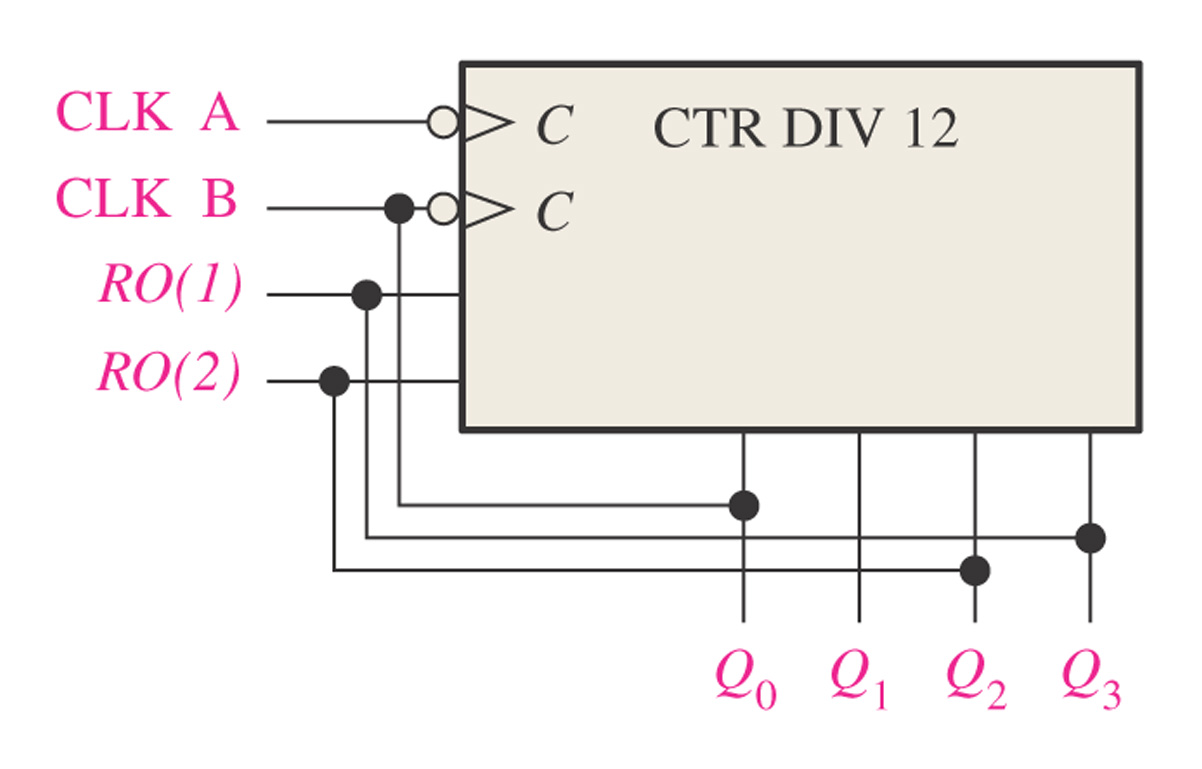 CLK A
C
CTR DIV 12
CLK B
C
RO(1)
RO(2)
Q0
Q1
Q2
Q3